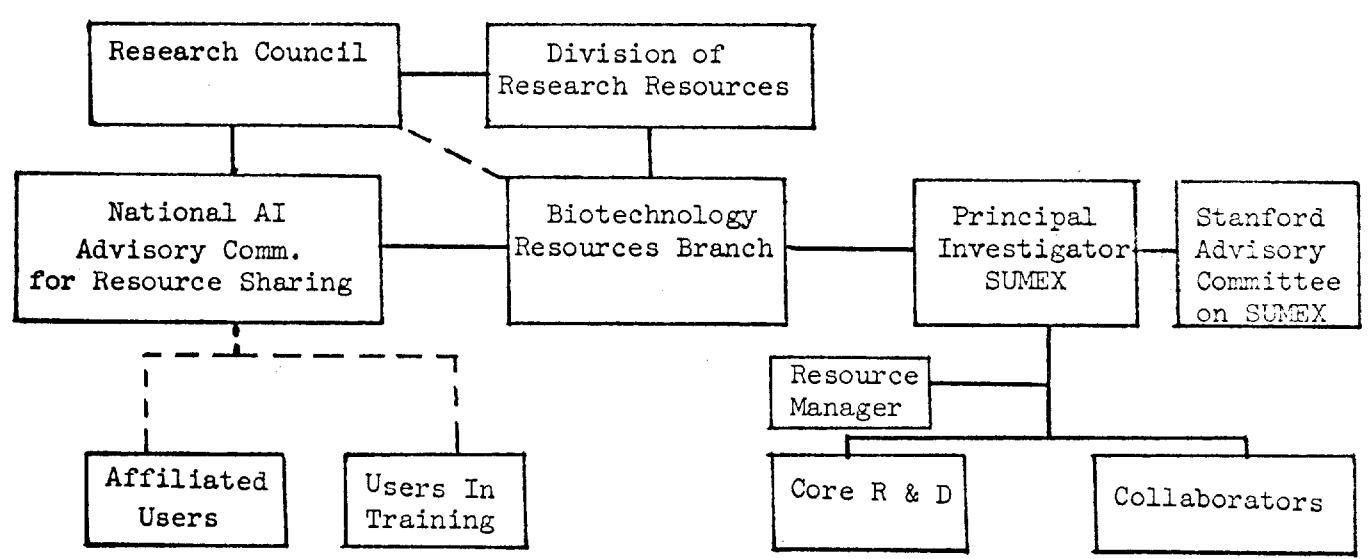 Research Council
Division of
Research Resources
National AI
Advisory Comm.
for Resource Sharing
Biotechnology
Resources Branch
Principal
Investigator
SUMEX
Stanford
Advisory
Committee
on SUMEX
Resource
Manager
Affiliated
Users
Users In
Training
Core R & D
Collaborators